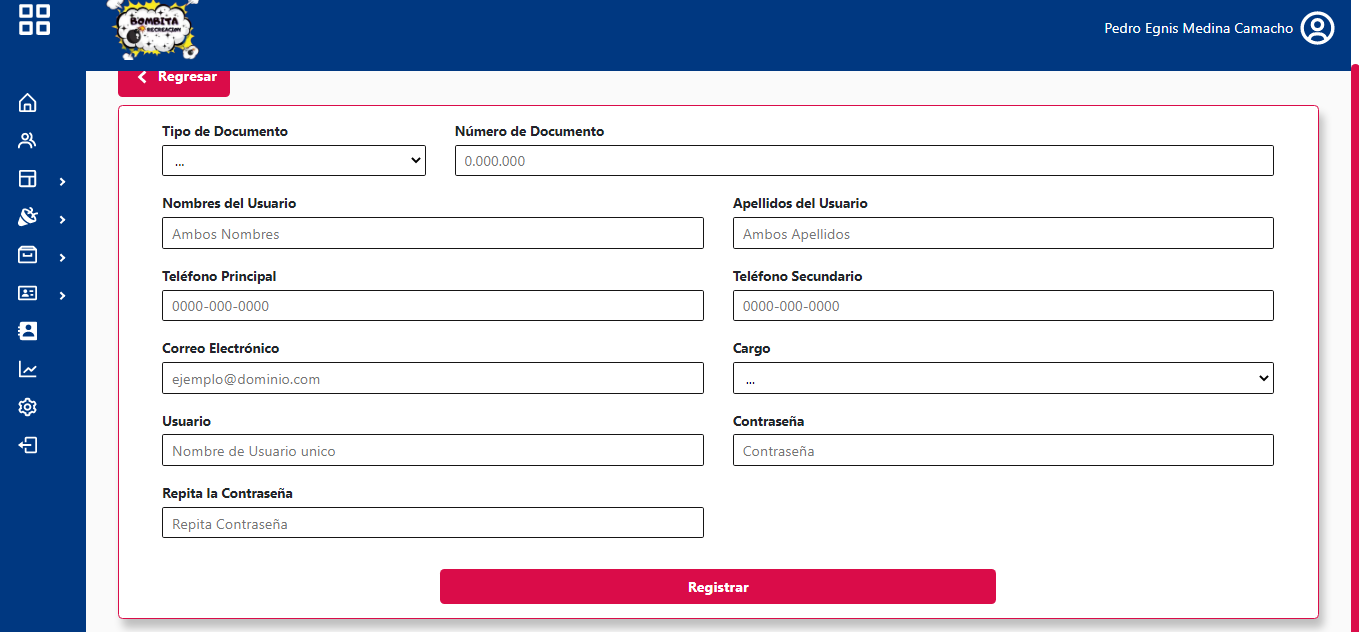 BOMBITA
RECREACIÓN
Pedro Egnis Medina Camacho
Regresar
Tipo de Documento
Número de Documento
...
0.000.000
Nombres del Usuario
Apellidos del Usuario
Ambos Nombres
Ambos Apellidos
Teléfono Principal
Teléfono Secundario
0000-000-0000
0000-000-0000
Correo Electrónico
Cargo
ejemplo@dominio.com
...
Usuario
Contraseña
Nombre de Usuario unico
Contraseña
Repita la Contraseña
Repita Contraseña
Registrar